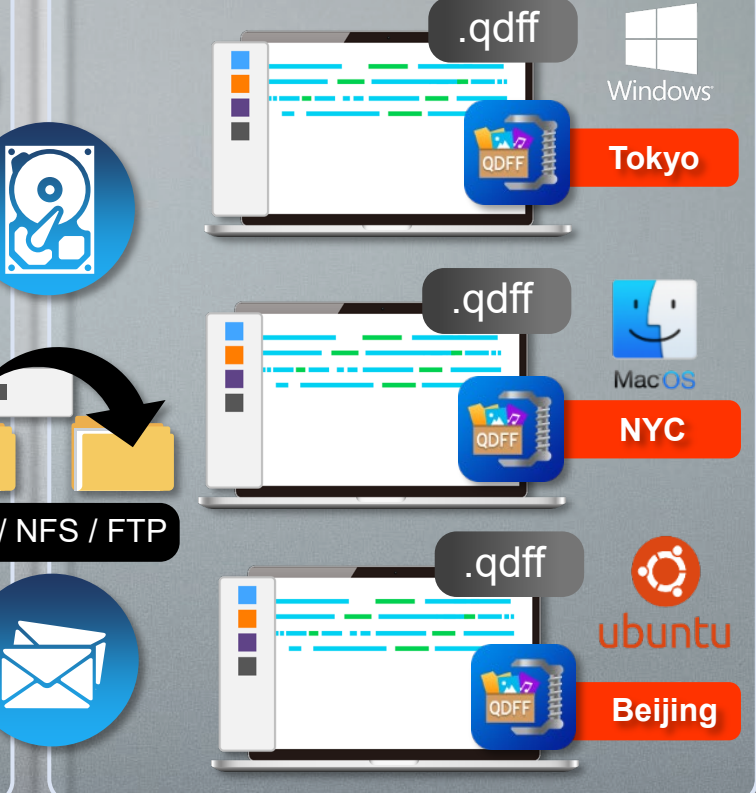 .qdff
Windows
QDFF
Tokyo
.qdff
MacOS
QDFF
NYC
/ NFS / FTP
.qdff
ubuntu
QDFF
Beijing